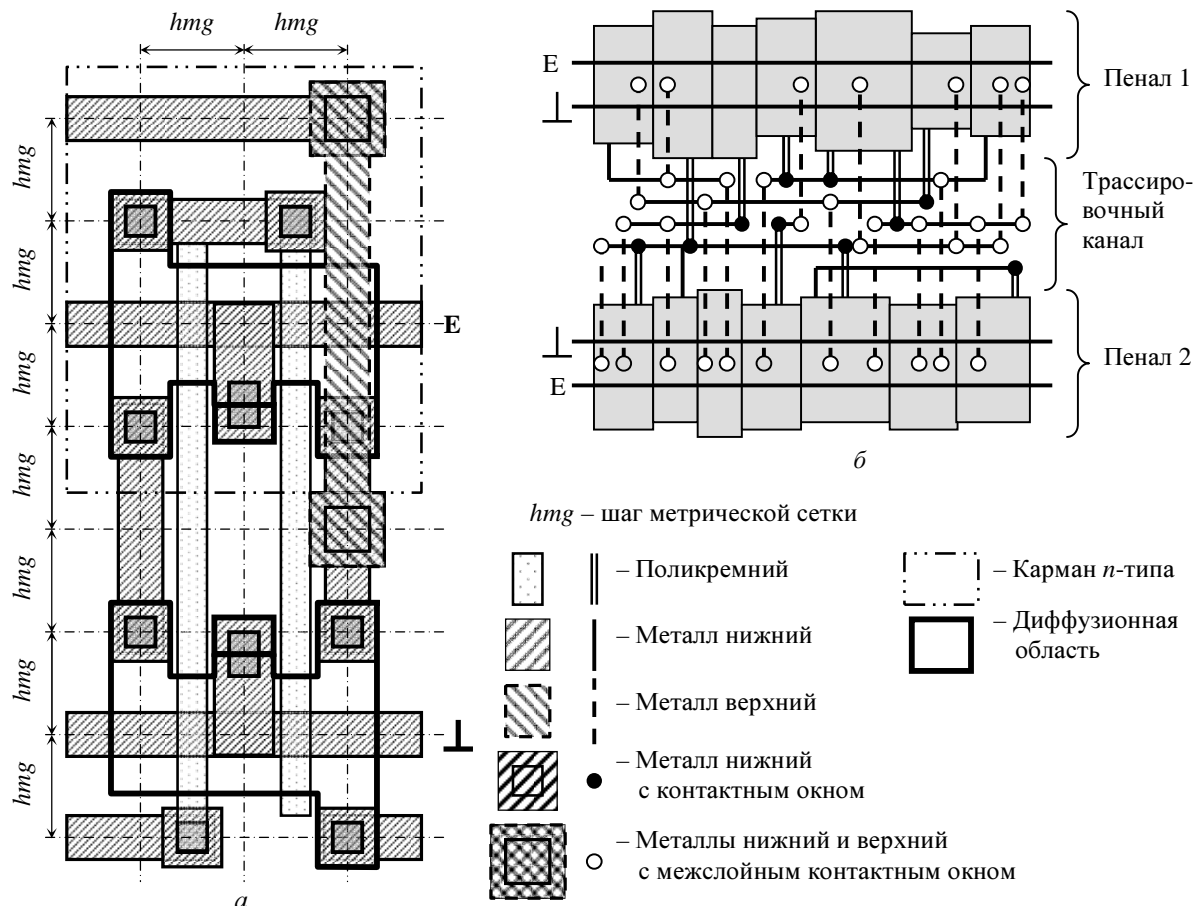 hmg
hmg
hmg
hmg
hmg
hmg
hmg
hmg
hmg
E
⊥
а
E
⊥
Пенал 1
Трассиро-
вочный
канал
⊥
E
Пенал 2
б
hmg – шаг метрической сетки
– Поликремний
– Металл нижний
– Металл верхний
– Металл нижний
с контактным окном
– Металлы нижний и верхний
с межслойным контактным окном
– Карман n-типа
– Диффузионная
область